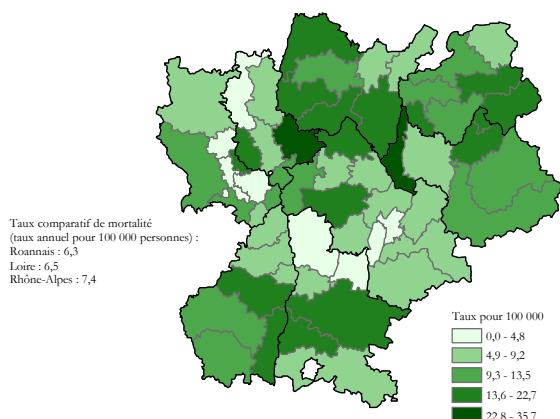 Taux comparatif de mortalité
(taux annuel pour 100 000 personnes) :
Roannais : 6,3
Loire : 6,5
Rhône-Alpes : 7,4
Taux pour 100 000
0,0 - 4,8
4,9 - 9,2
9,3 - 13,5
13,6 - 22,7
22,8 - 35,7